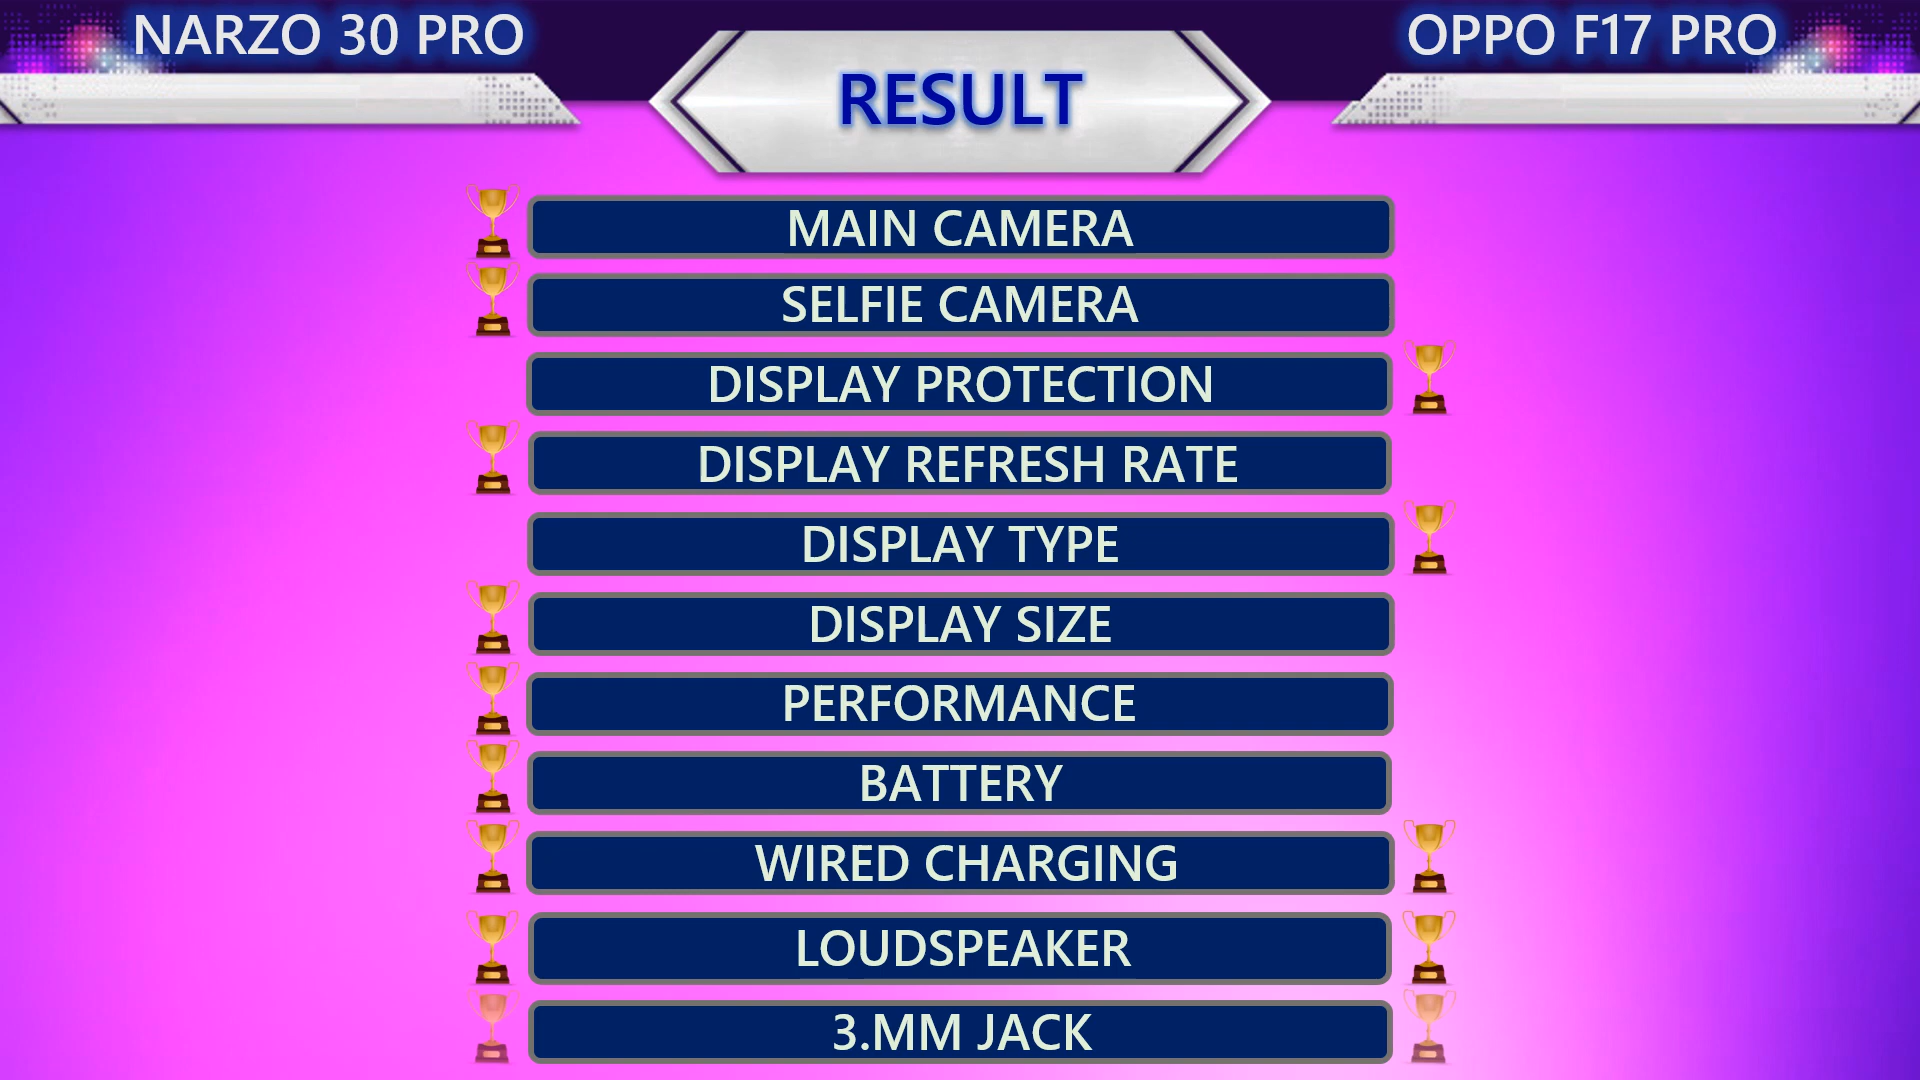 NARZO 30 PRO
OPPO F17 PRO
RESULT
MAIN CAMERA
SELFIE CAMERA
DISPLAY PROTECTION
DISPLAY REFRESH RATE
DISPLAY TYPE
DISPLAY SIZE
PERFORMANCE
BATTERY
WIRED CHARGING
LOUDSPEAKER
3.MM JACK